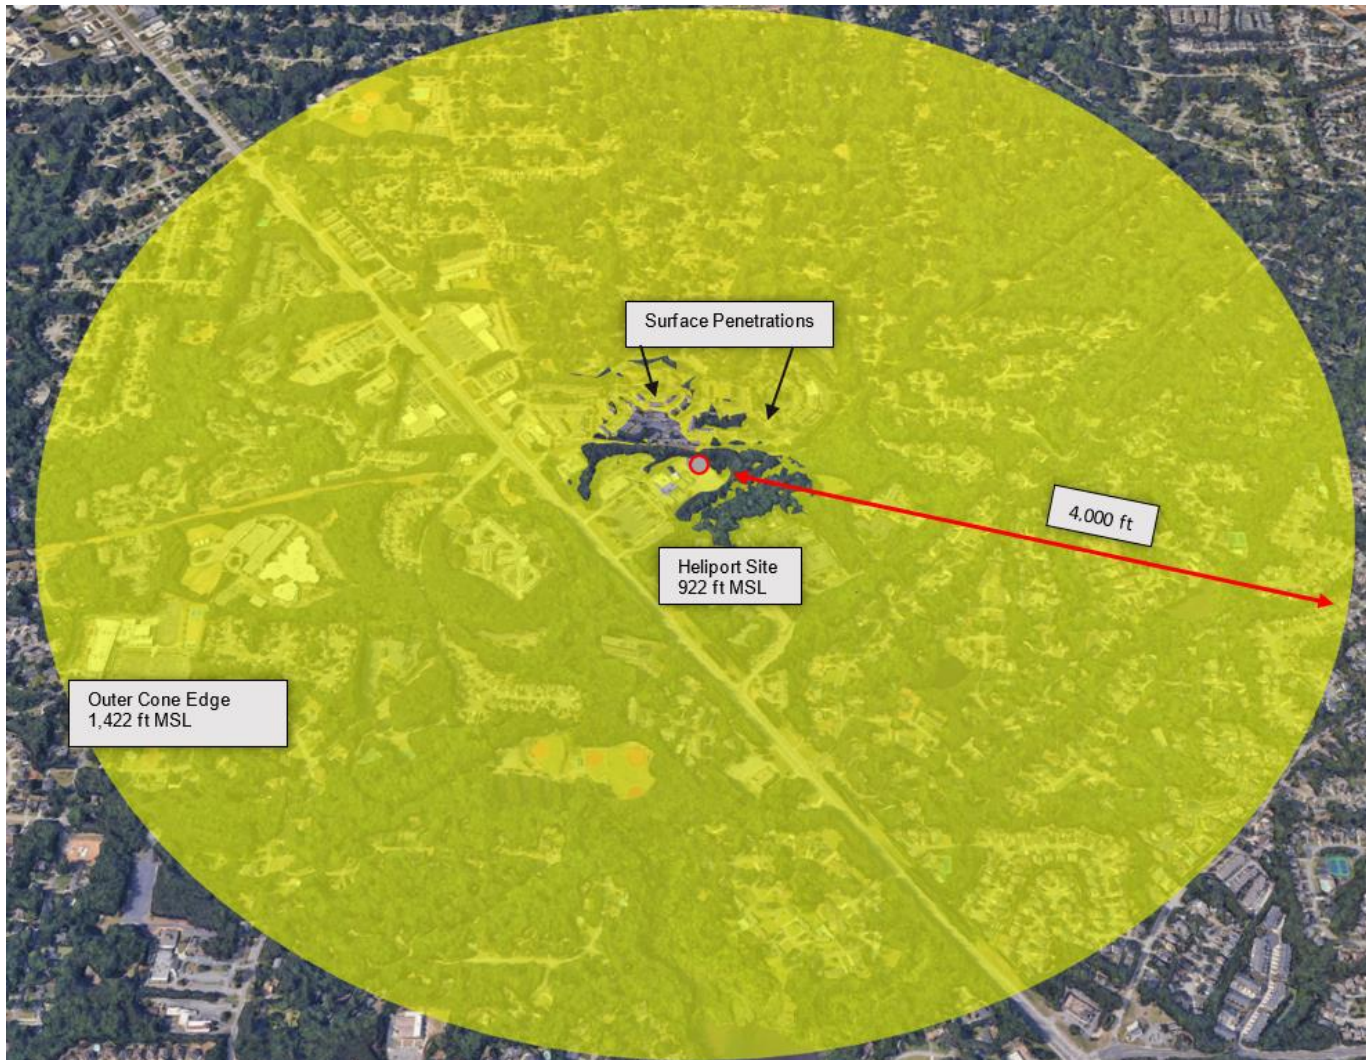 Surface Penetrations
4,000 ft
Heliport Site
922 ft MSL
Outer Cone Edge
1,422 ft MSL